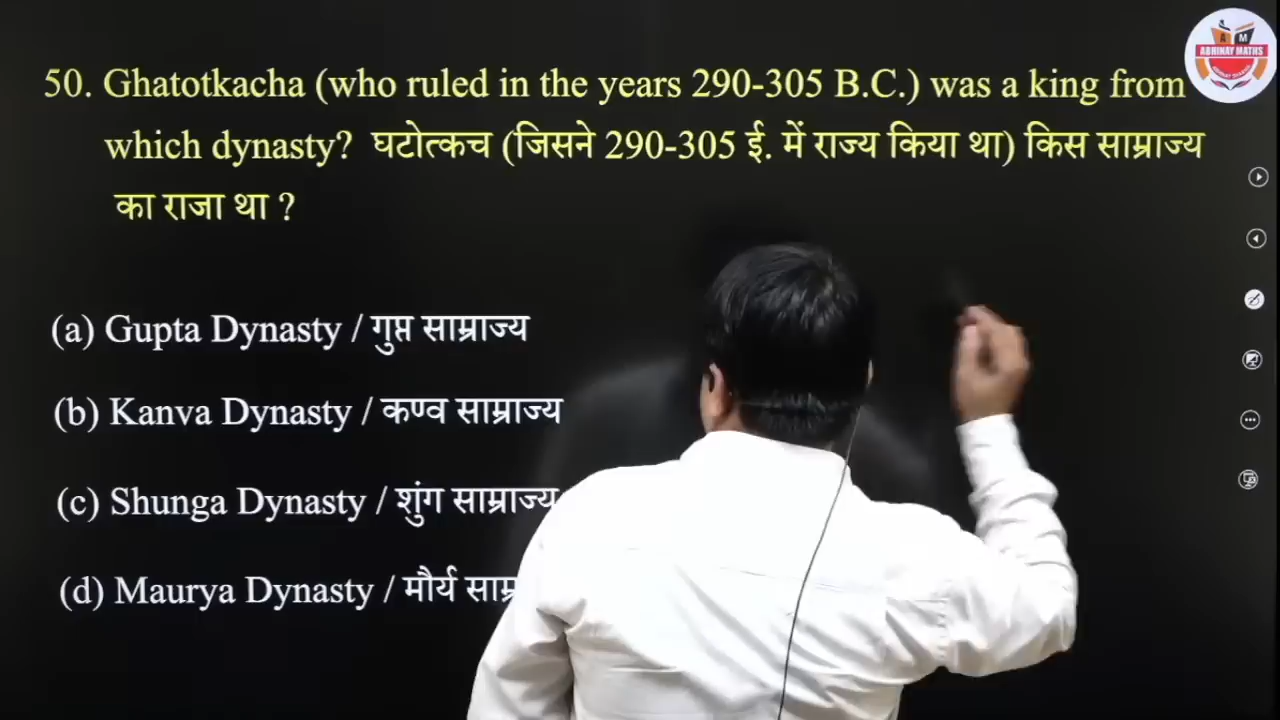 50. Ghatotkacha (who ruled in the years 290-305 B.C.) was a king from
which dynasty? घटोत्कच (जिसने 290-305 ई. में राज्य किया था) किस साम्राज्य
का राजा था ?
(a) Gupta Dynasty / गुप्त साम्राज्य
(b) Kanva Dynasty / कण्व साम्राज्य
(c) Shunga Dynasty / शुंग साम्राज्य
(d) Maurya Dynasty / मौर्य
A M
ABHINAY MATHS